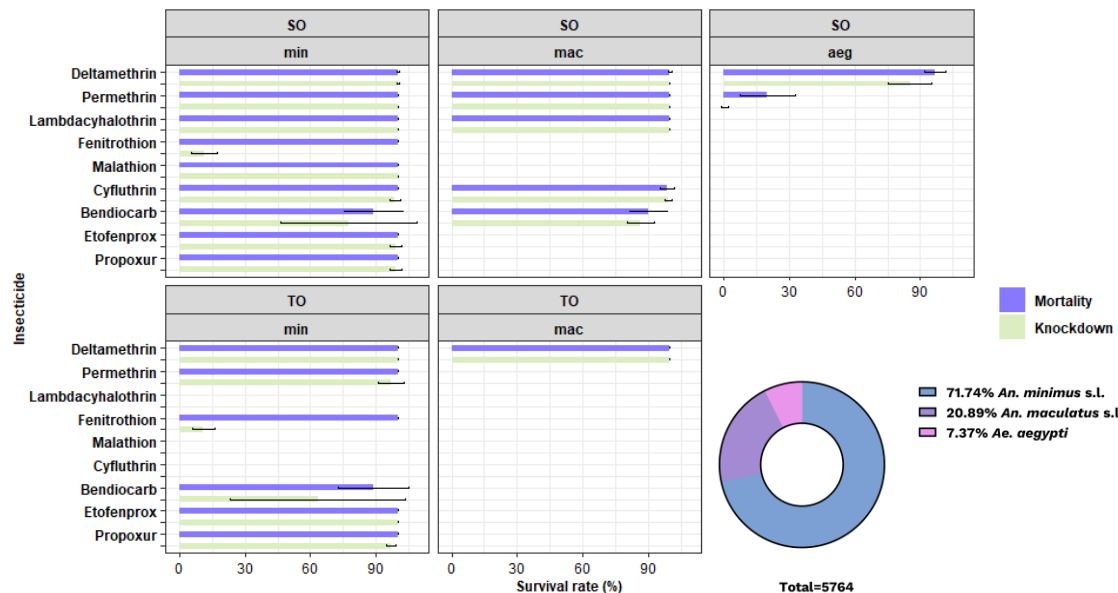 SO
SO
SO
min
mac
aeg
Deltamethrin
Permethrin
Lambdacyhalothrin
Fenitrothion
Malathion
Cyfluthrin
Bendiocarb
Etofenprox
Propoxur
0 30 60 90
Insecticide
Mortality
Knockdown
TO
TO
min
mac
Deltamethrin
Permethrin
Lambdacyhalothrin
Fenitrothion
Malathion
Cyfluthrin
Bendiocarb
Etofenprox
Propoxur
0 30 60 90
0 30 60 90
Survival rate (%)
71.74% An. minimus s.l.
20.89% An. maculatus s.l
7.37% Ae. aegypti
Total=5764